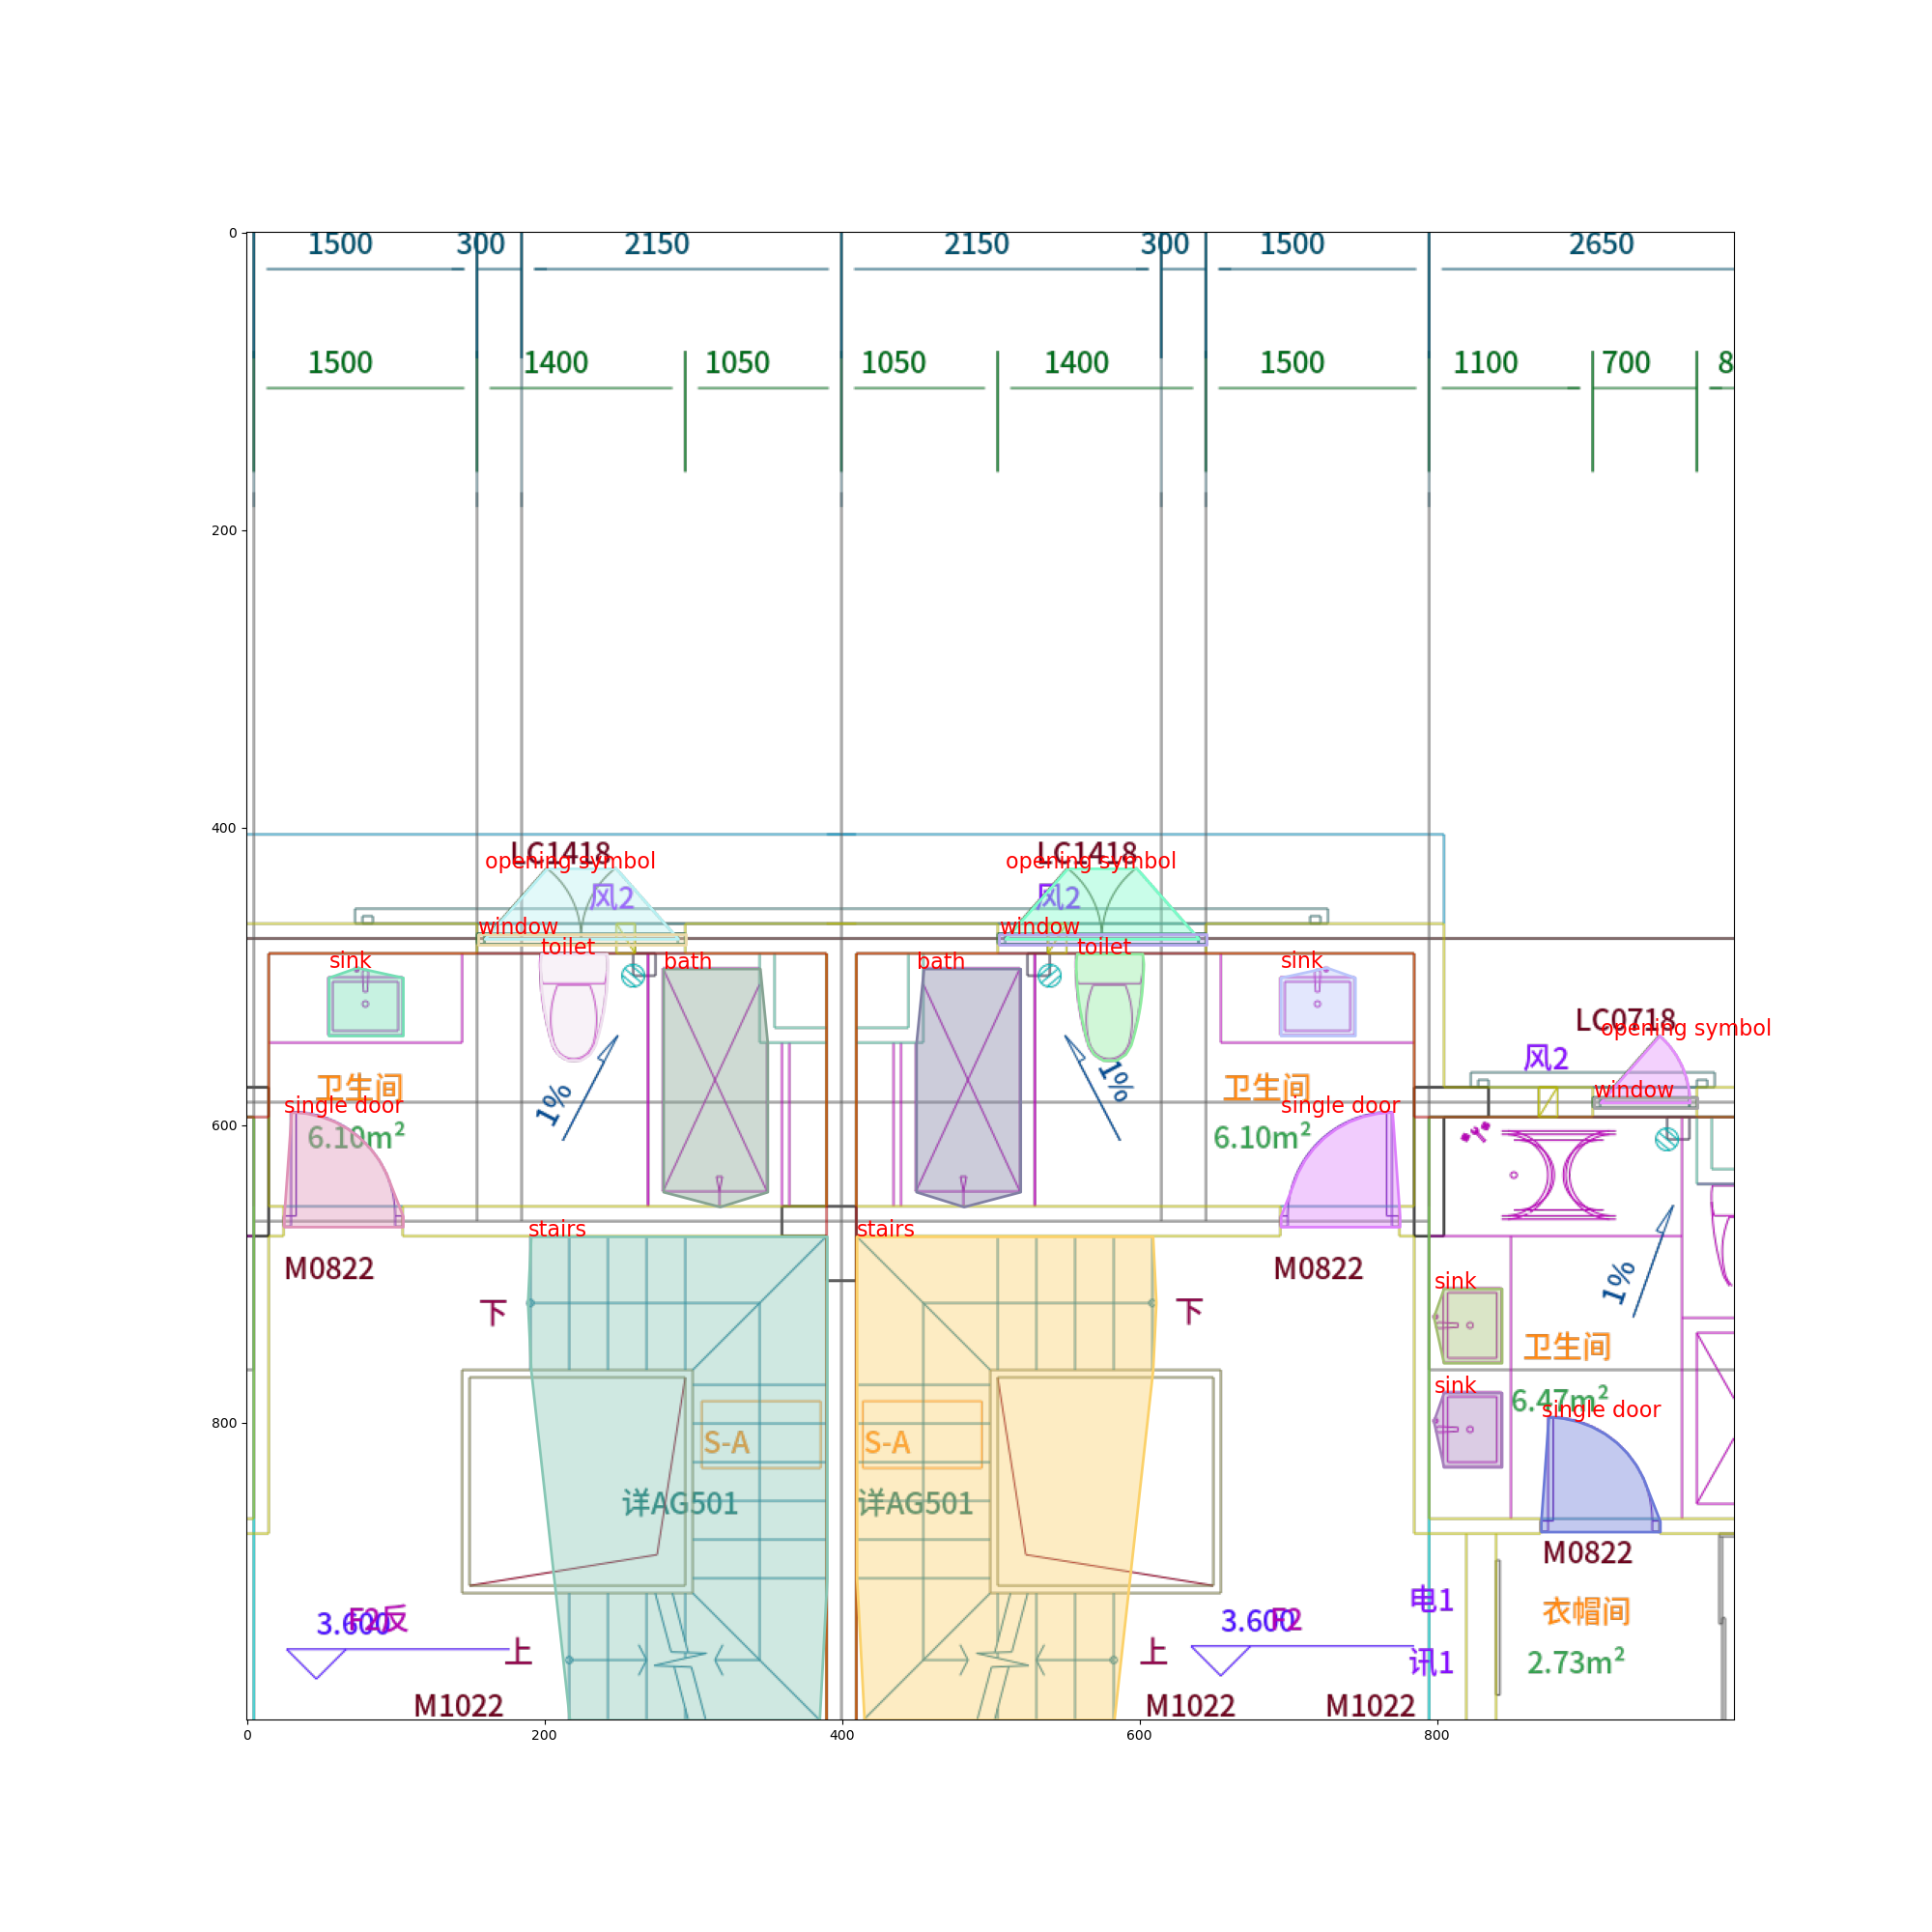 0
1500 300 2150 2150 300 1500 2650
1500 1400 1050 1050 1400 1500 1100 700 8
200
400
LC1418 LC1418
opening symbol opening symbol
风2 风2
window window
toilet toilet
sink bath bath sink
LC0718
opening symbol
风2
卫生间 卫生间
1% 1%
window
single door single door
600
6.10m² 6.10m²
stairs stairs
M0822 M0822
sink
1%
下 下
卫生间
sink
6.47m²
single door
800
S-A S-A
详AG501 详AG501
M0822
电1
衣帽间
3.600 F2反 3.600 F2
上 上
讯1
2.73m²
M1022 M1022 M1022
0 200 400 600 800